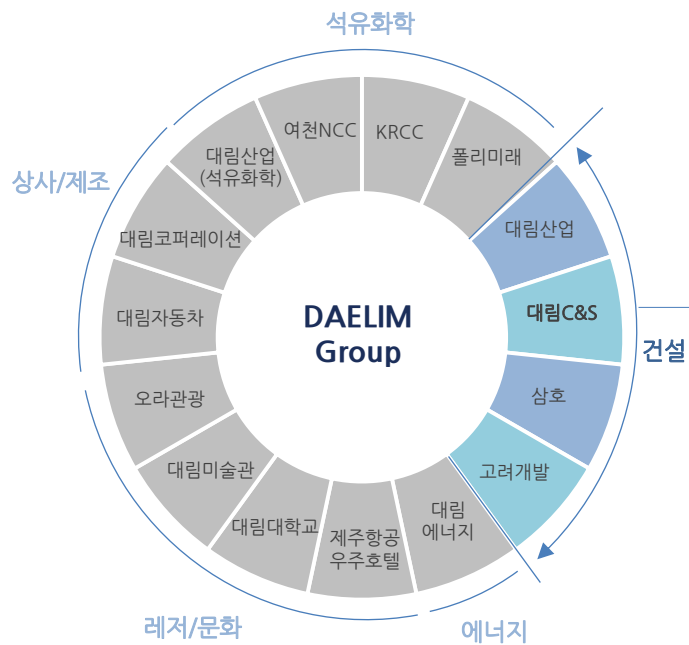 석유화학
여천NCC
KRCC
폴리미래
대림산업
(석유화학)
상사/제조
대림산업
대림코퍼레이션
DAELIM
Group
대림C&S
대림자동차
건설
오라관광
삼호
대림미술관
고려개발
대림대학교
제주항공
우주호텔
대림
에너지
레저/문화
에너지